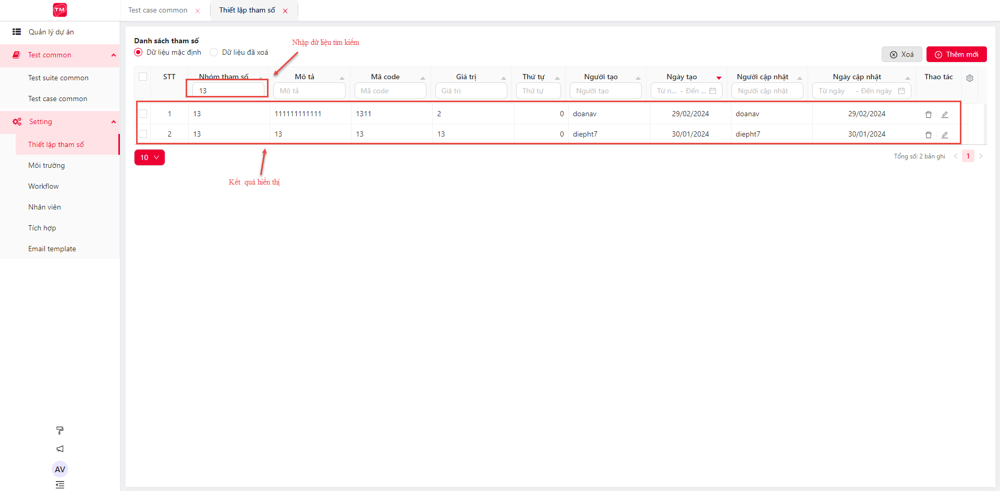 TM
Test case common
Thiết lập tham số
Quản lý dự án
Test common
Test suite common
Test case common
Setting
Thiết lập tham số
Môi trường
Workflow
Nhân viên
Tích hợp
Email template
AV
Danh sách tham số
Dữ liệu mặc định
Dữ liệu đã xoá
Nhập dữ liệu tìm kiếm
Xoá
Thêm mới
STT
Nhóm tham số
Mô tả
Mã code
Giá trị
Thứ tự
Người tạo
Ngày tạo
Người cập nhật
Ngày cập nhật
Thao tác
13
Mô tả
Mã code
Giá trị
Thứ tự
Người tạo
Từ n... - Đến ...
Người cập nhật
Từ ngày - Đến ngày
1 13 111111111111 1311 2 0 doanav 29/02/2024 doanav 29/02/2024
2 13 13 13 13 0 diepht7 30/01/2024 diepht7 30/01/2024
10
Tổng số: 2 bản ghi
1
Kết quả hiển thị